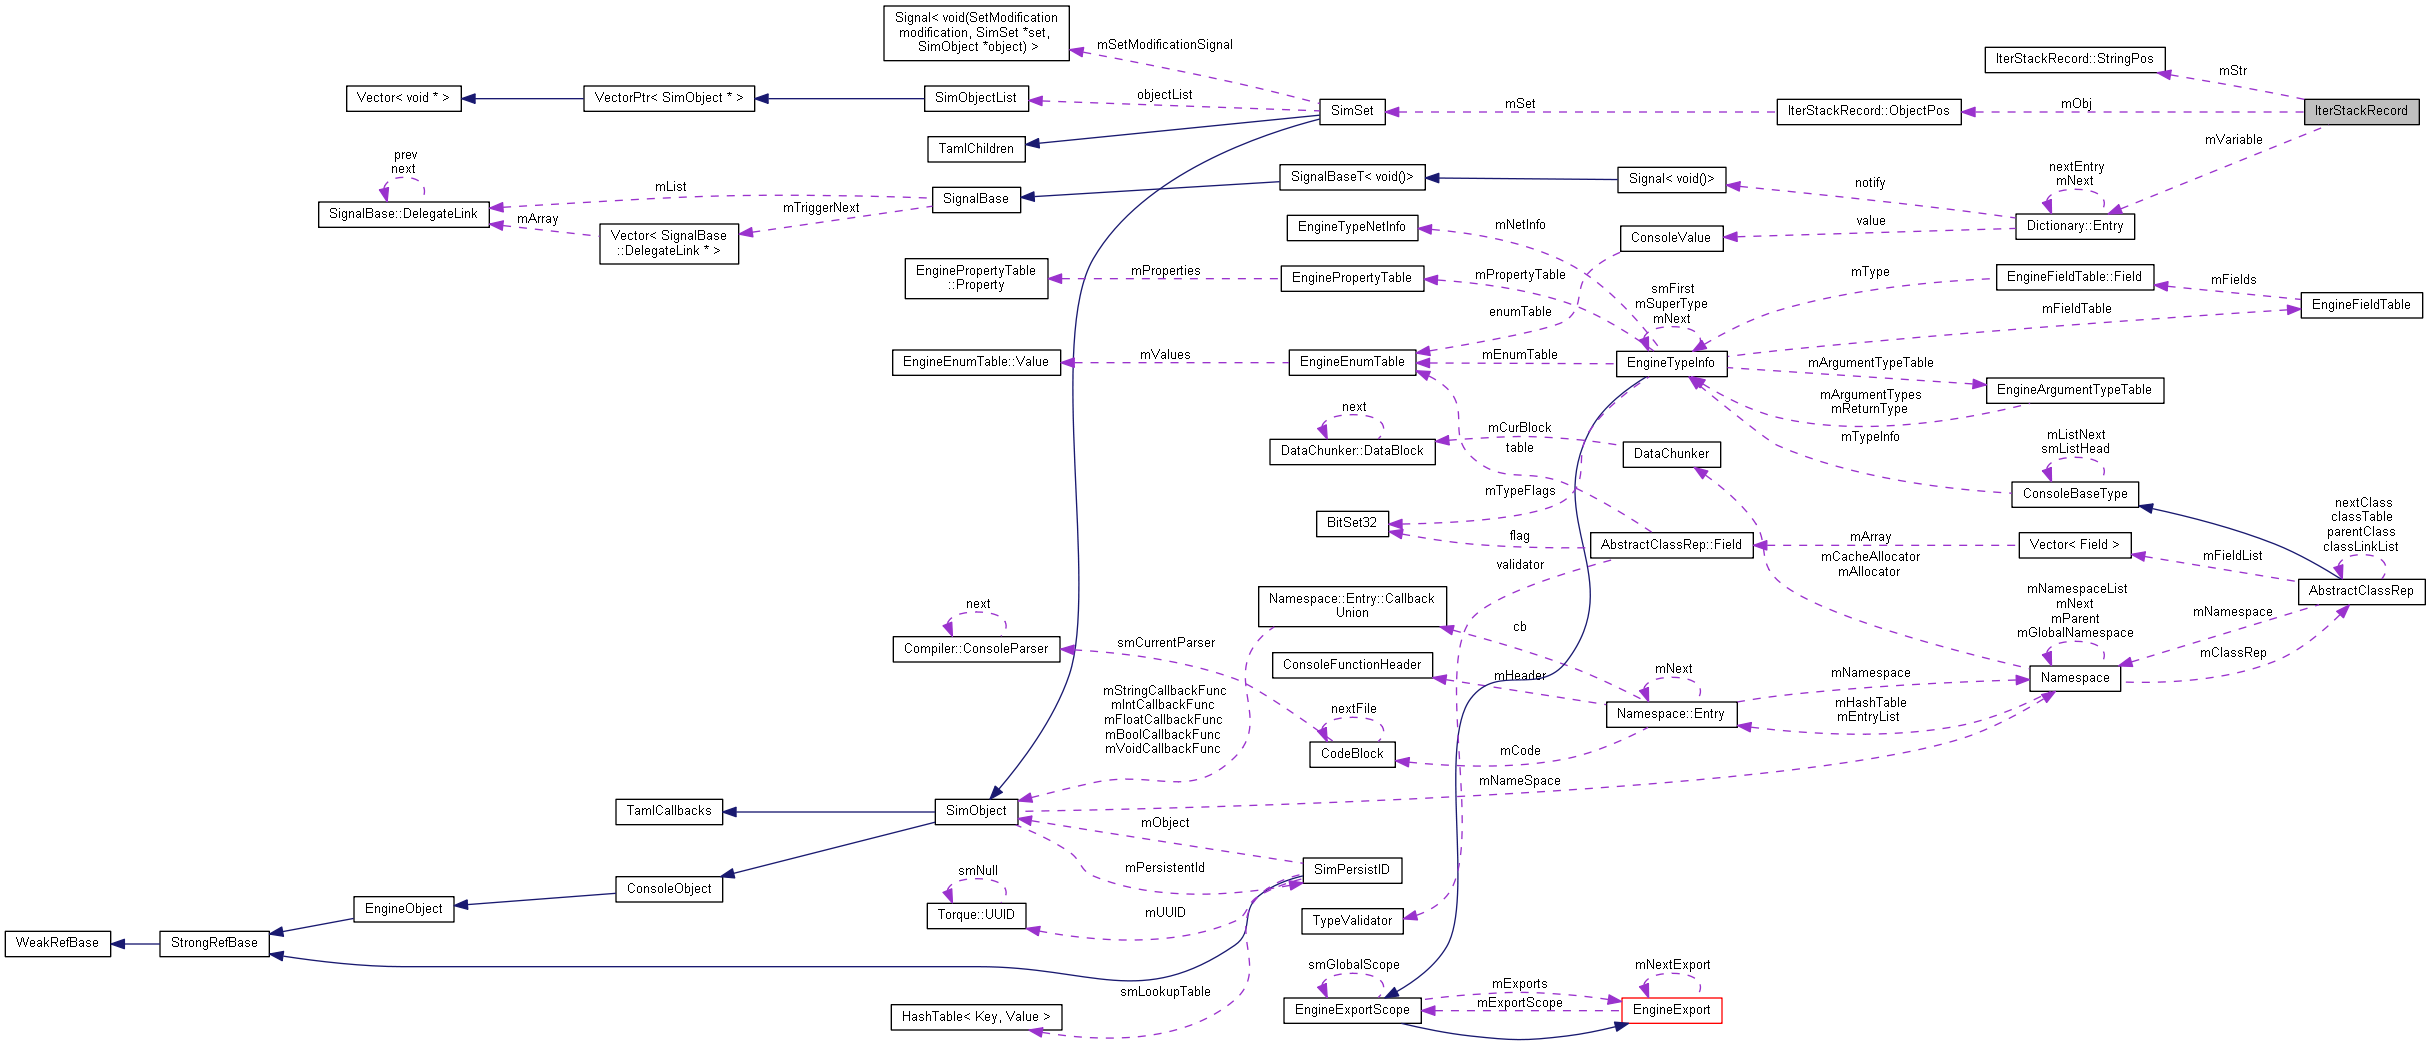 Signal< void(SetModification
modification, SimSet *set,
SimObject *object) >
mSetModificationSignal
IterStackRecord::StringPos
mStr
Vector< void * >
VectorPtr< SimObject * >
SimObjectList
objectList
SimSet
mSet
IterStackRecord::ObjectPos
mObj
IterStackRecord
TamlChildren
mVariable
prev
next
SignalBase::DelegateLink
mList
mArray
mTriggerNext
Vector< SignalBase
::DelegateLink * >
SignalBase
SignalBaseT< void()>
Signal< void()>
notify
nextEntry
mNext
Dictionary::Entry
value
ConsoleValue
EngineTypeNetInfo
mNetInfo
EnginePropertyTable
::Property
mProperties
EnginePropertyTable
mPropertyTable
enumTable
smFirst
mSuperType
mNext
mType
EngineFieldTable::Field
mFields
EngineFieldTable
mFieldTable
EngineEnumTable::Value
mValues
EngineEnumTable
mEnumTable
EngineTypeInfo
mArgumentTypeTable
EngineArgumentTypeTable
mArgumentTypes
mReturnType
mTypeInfo
next
DataChunker::DataBlock
mCurBlock
table
DataChunker
mListNext
smListHead
ConsoleBaseType
mTypeFlags
BitSet32
flag
AbstractClassRep::Field
mArray
Vector< Field >
mFieldList
nextClass
classTable
parentClass
classLinkList
AbstractClassRep
validator
mCacheAllocator
mAllocator
Namespace::Entry::Callback
Union
cb
mNamespaceList
mNext
mParent
mGlobalNamespace
Namespace
mNamespace
mClassRep
next
Compiler::ConsoleParser
smCurrentParser
ConsoleFunctionHeader
mHeader
mNext
Namespace::Entry
mNamespace
mHashTable
mEntryList
mStringCallbackFunc
mIntCallbackFunc
mFloatCallbackFunc
mBoolCallbackFunc
mVoidCallbackFunc
nextFile
CodeBlock
mCode
mNameSpace
TamlCallbacks
SimObject
mObject
mPersistentId
SimPersistID
smNull
Torque::UUID
mUUID
ConsoleObject
EngineObject
StrongRefBase
WeakRefBase
TypeValidator
smLookupTable
HashTable< Key, Value >
smGlobalScope
EngineExportScope
mExports
mExportScope
mNextExport
EngineExport